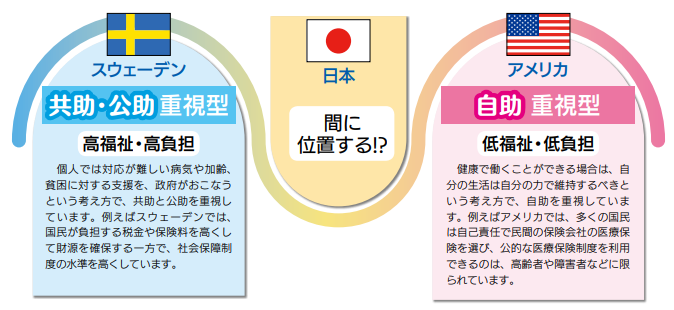 スウェーデン
共助・公助 重視型
高福祉・高負担
　個人では対応が難しい病気や加齢、
貧困に対する支援を、政府がおこなう
という考え方で、共助と公助を重視し
ています。例えばスウェーデンでは、
国民が負担する税金や保険料を高くし
て財源を確保する一方で、社会保障制
度の水準を高くしています。
日本
間に
位置する!?
アメリカ
自助 重視型
低福祉・低負担
　健康で働くことができる場合は、自
分の生活は自分の力で維持するべきと
いう考え方で、自助を重視していま
す。例えばアメリカでは、多くの国民
は自己責任で民間の保険会社の医療保
険を選び、公的な医療保険制度を利用
できるのは、高齢者や障害者などに限
られています。